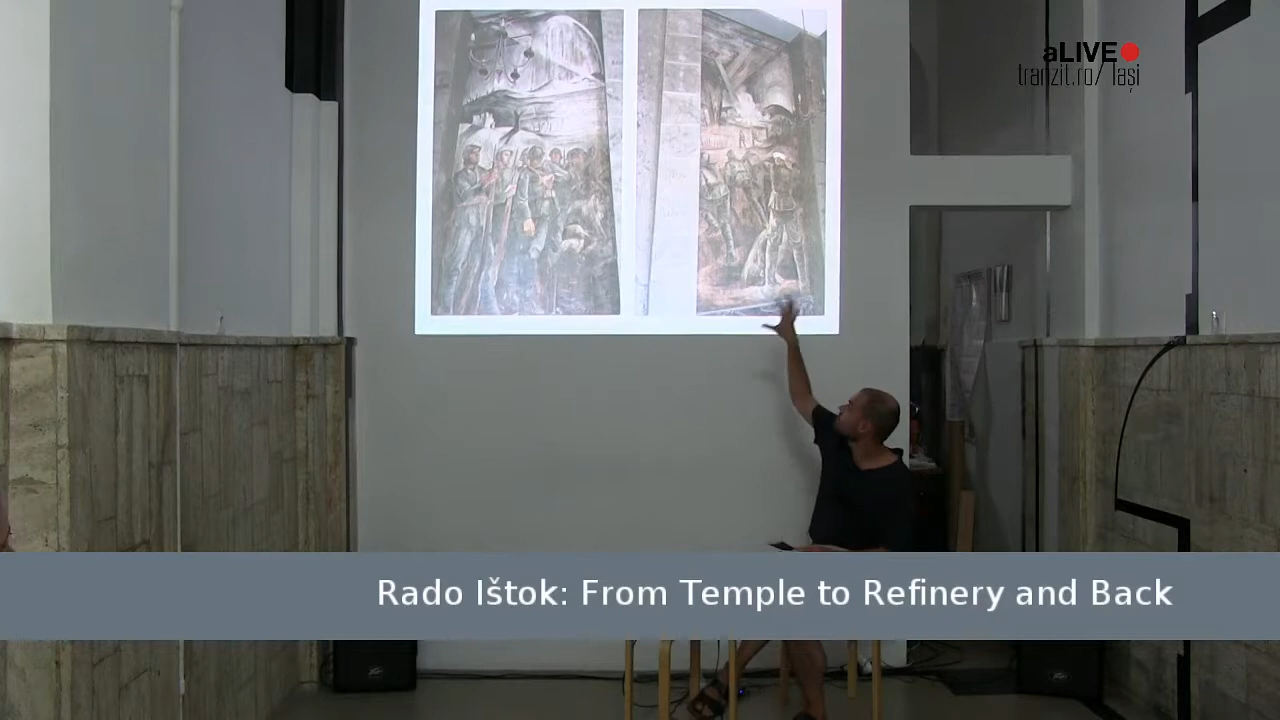 aLIVE
tranzit.ro/ Iași
Rado Ištok: From Temple to Refinery and Back